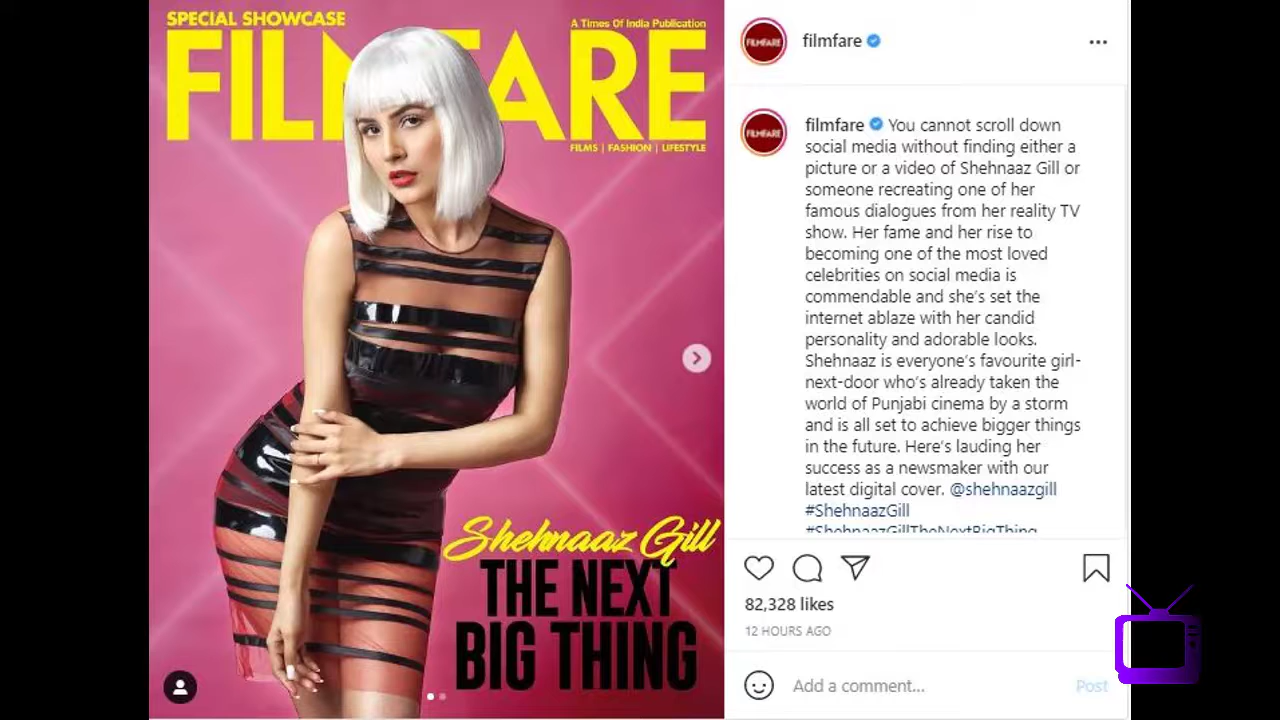 SPECIAL SHOWCASE
A Times Of India Publication
FILMFARE
FILMS | FASHION | LIFESTYLE
Shehnaaz Gill
THE NEXT
BIG THING
FILMFARE
filmfare
...
FILMFARE
filmfare You cannot scroll down
social media without finding either a
picture or a video of Shehnaaz Gill or
someone recreating one of her
famous dialogues from her reality TV
show. Her fame and her rise to
becoming one of the most loved
celebrities on social media is
commendable and she's set the
internet ablaze with her candid
personality and adorable looks.
Shehnaaz is everyone's favourite girl-
next-door who's already taken the
world of Punjabi cinema by a storm
and is all set to achieve bigger things
in the future. Here's lauding her
success as a newsmaker with our
latest digital cover. @shehnaazgill
#ShehnaazGill
#ShehnaazGillTheNextBigThing
82,328 likes
12 HOURS AGO
Add a comment...
Post